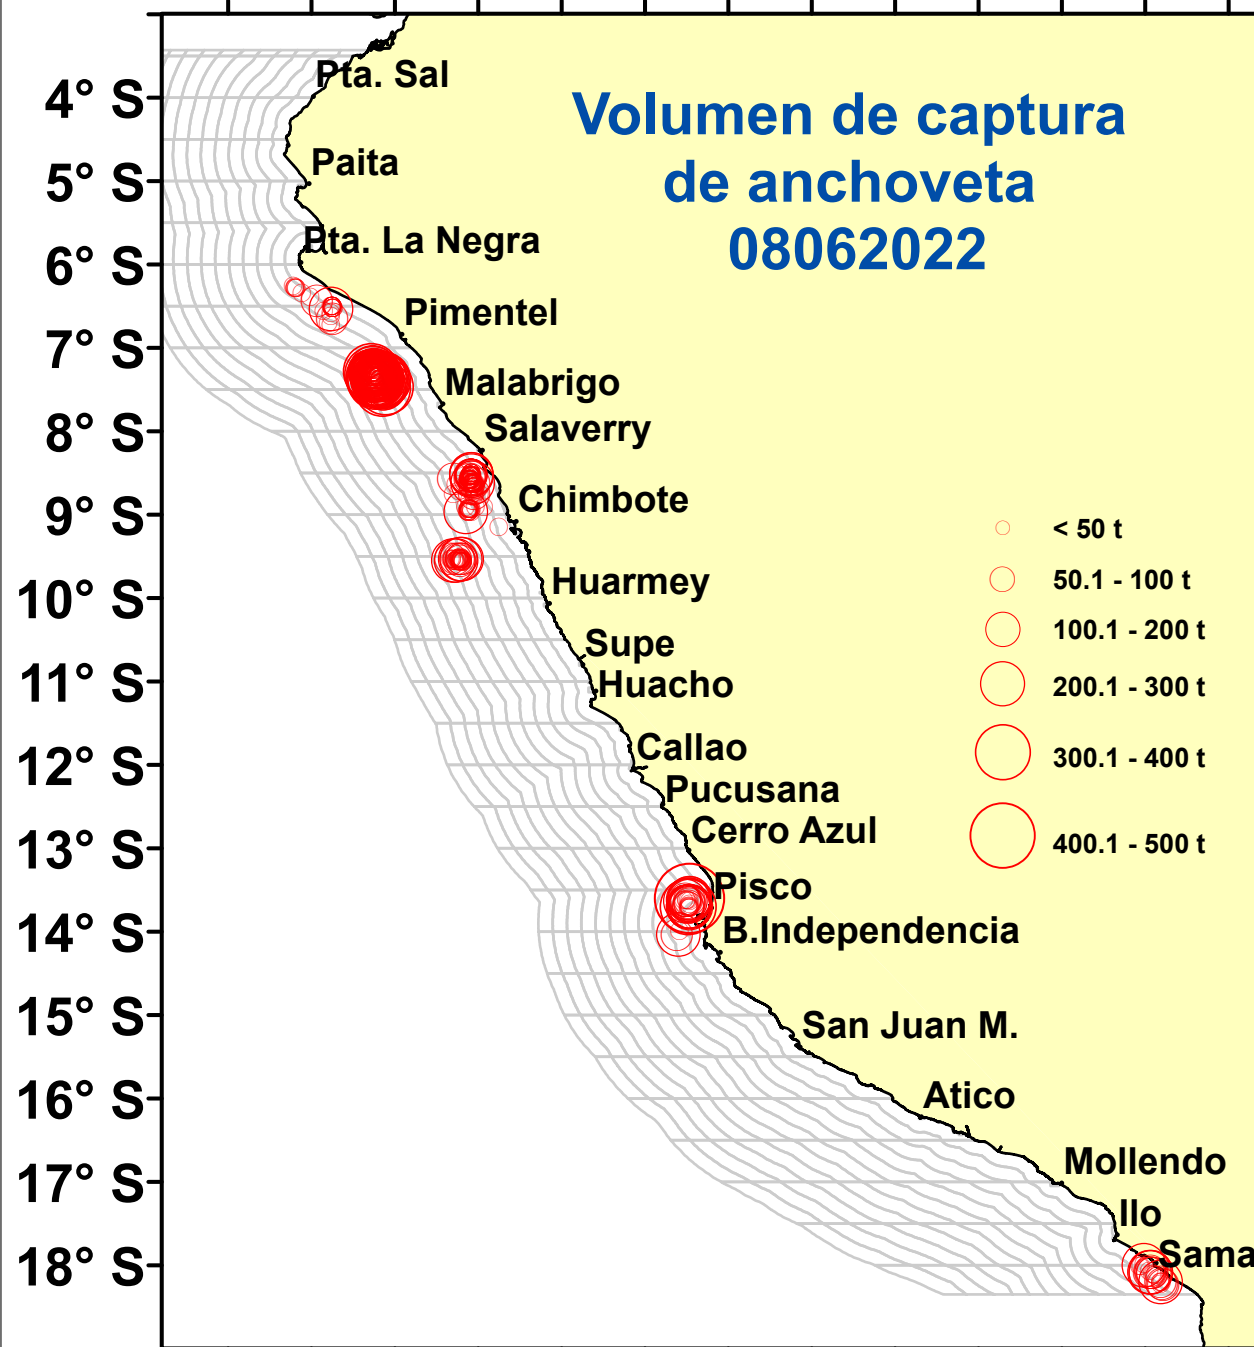 Volumen de captura
de anchoveta
08062022
4° S
5° S
6° S
7° S
8° S
9° S
10° S
11° S
12° S
13° S
14° S
15° S
16° S
17° S
18° S
Pta. Sal
Paita
Pta. La Negra
Pimentel
Malabrigo
Salaverry
Chimbote
Huarmey
Supe
Huacho
Callao
Pucusana
Cerro Azul
Pisco
B.Independencia
San Juan M.
Atico
Mollendo
Ilo
Sama
< 50 t
50.1 - 100 t
100.1 - 200 t
200.1 - 300 t
300.1 - 400 t
400.1 - 500 t